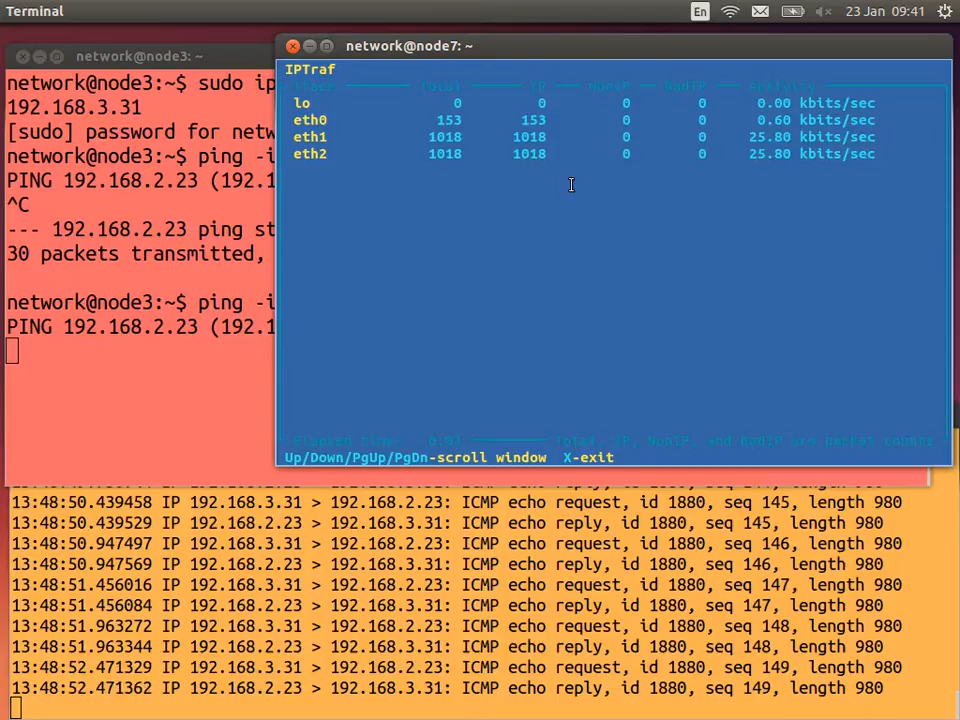 Terminal
En
23 Jan 09:41
network@node3: ~
network@node7: ~
network@node3:~$ sudo ip
192.168.3.31
[sudo] password for netw
network@node3:~$ ping -i
PING 192.168.2.23 (192.1
^C
--- 192.168.2.23 ping st
30 packets transmitted,
network@node3:~$ ping -i
PING 192.168.2.23 (192.1
IPTraf
Iface Total IP NonIP BadIP Activity
lo 0 0 0 0 0.00 kbits/sec
eth0 153 153 0 0 0.60 kbits/sec
eth1 1018 1018 0 0 25.80 kbits/sec
eth2 1018 1018 0 0 25.80 kbits/sec
Elapsed time: Total, IP, NonIP, and BadIP are packet counts
Up/Down/PgUp/PgDn-scroll window X-exit
13:48:50.439458 IP 192.168.3.31 > 192.168.2.23: ICMP echo request, id 1880, seq 145, length 980
13:48:50.439529 IP 192.168.2.23 > 192.168.3.31: ICMP echo reply, id 1880, seq 145, length 980
13:48:50.947497 IP 192.168.3.31 > 192.168.2.23: ICMP echo request, id 1880, seq 146, length 980
13:48:50.947569 IP 192.168.2.23 > 192.168.3.31: ICMP echo reply, id 1880, seq 146, length 980
13:48:51.456016 IP 192.168.3.31 > 192.168.2.23: ICMP echo request, id 1880, seq 147, length 980
13:48:51.456084 IP 192.168.2.23 > 192.168.3.31: ICMP echo reply, id 1880, seq 147, length 980
13:48:51.963272 IP 192.168.3.31 > 192.168.2.23: ICMP echo request, id 1880, seq 148, length 980
13:48:51.963344 IP 192.168.2.23 > 192.168.3.31: ICMP echo reply, id 1880, seq 148, length 980
13:48:52.471329 IP 192.168.3.31 > 192.168.2.23: ICMP echo request, id 1880, seq 149, length 980
13:48:52.471362 IP 192.168.2.23 > 192.168.3.31: ICMP echo reply, id 1880, seq 149, length 980